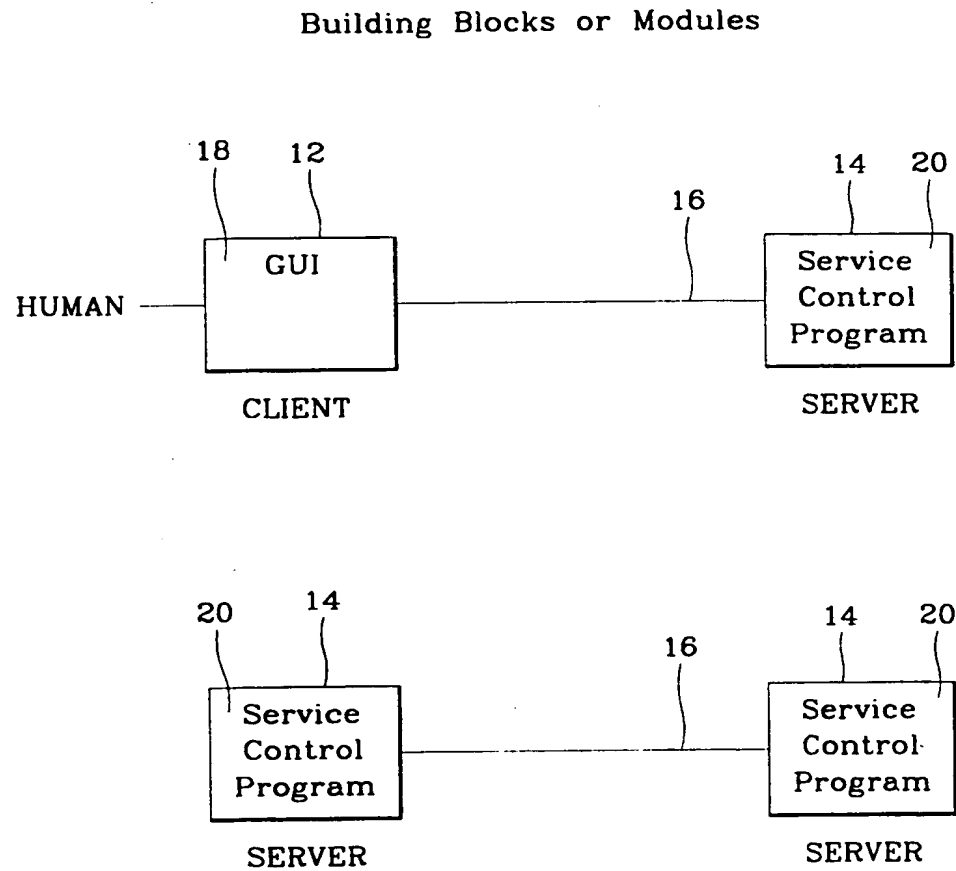 Building Blocks or Modules
18 12 14 20
16
GUI
HUMAN
Service
Control
Program
CLIENT
SERVER
20 14 14 20
16
Service
Control
Program
Service
Control
Program
SERVER
SERVER